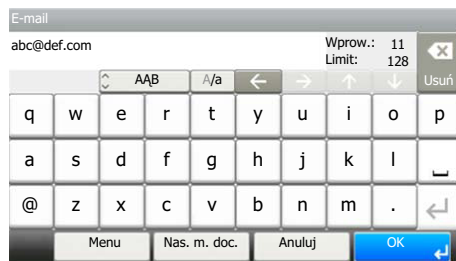 E-mail
abc@def.com
Wprow.: 11
Limit: 128
AĄB A/a Usuń
q w e r t y u i o p
a s d f g h j k l
@ z x c v b n m .
Menu Nas. m. doc. Anuluj OK